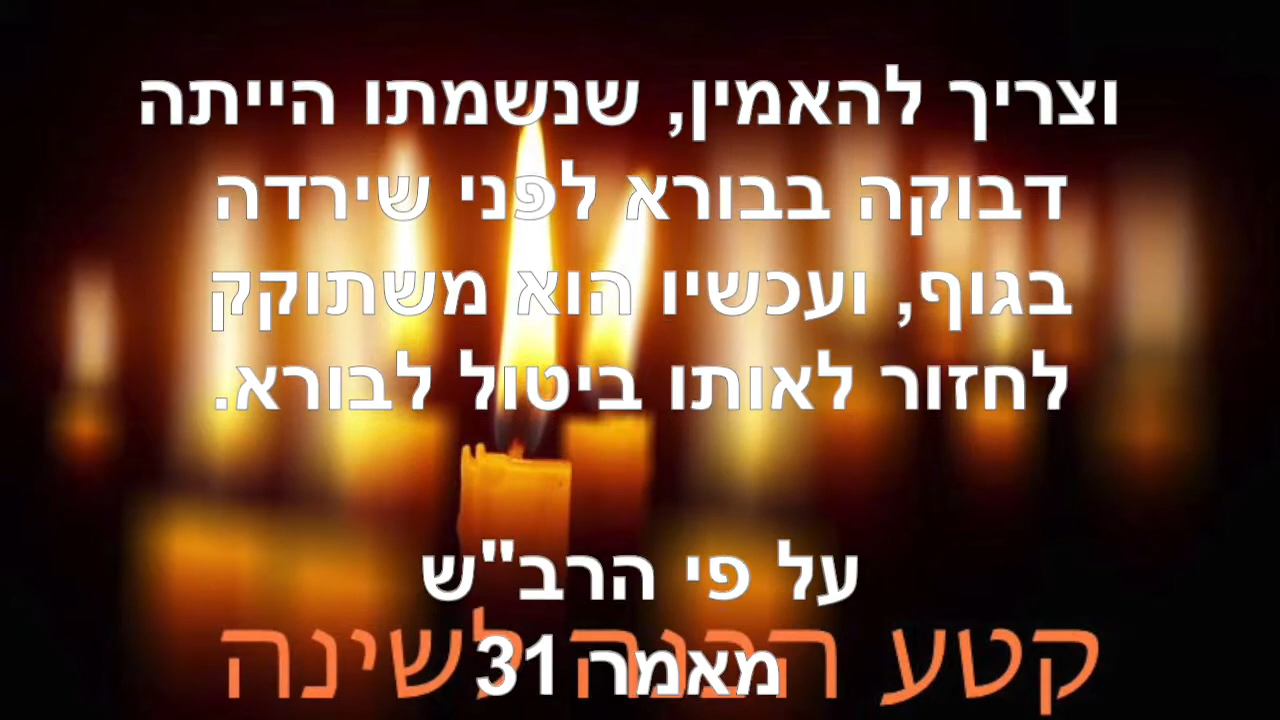 וצריך להאמין, שנשמתו הייתה
דבוקה בבורא לפני שירדה
בגוף, ועכשיו הוא משתוקק
לחזור לאותו ביטול לבורא.
על פי הרב"ש
מאמר 31
קטע הכנה לשינה